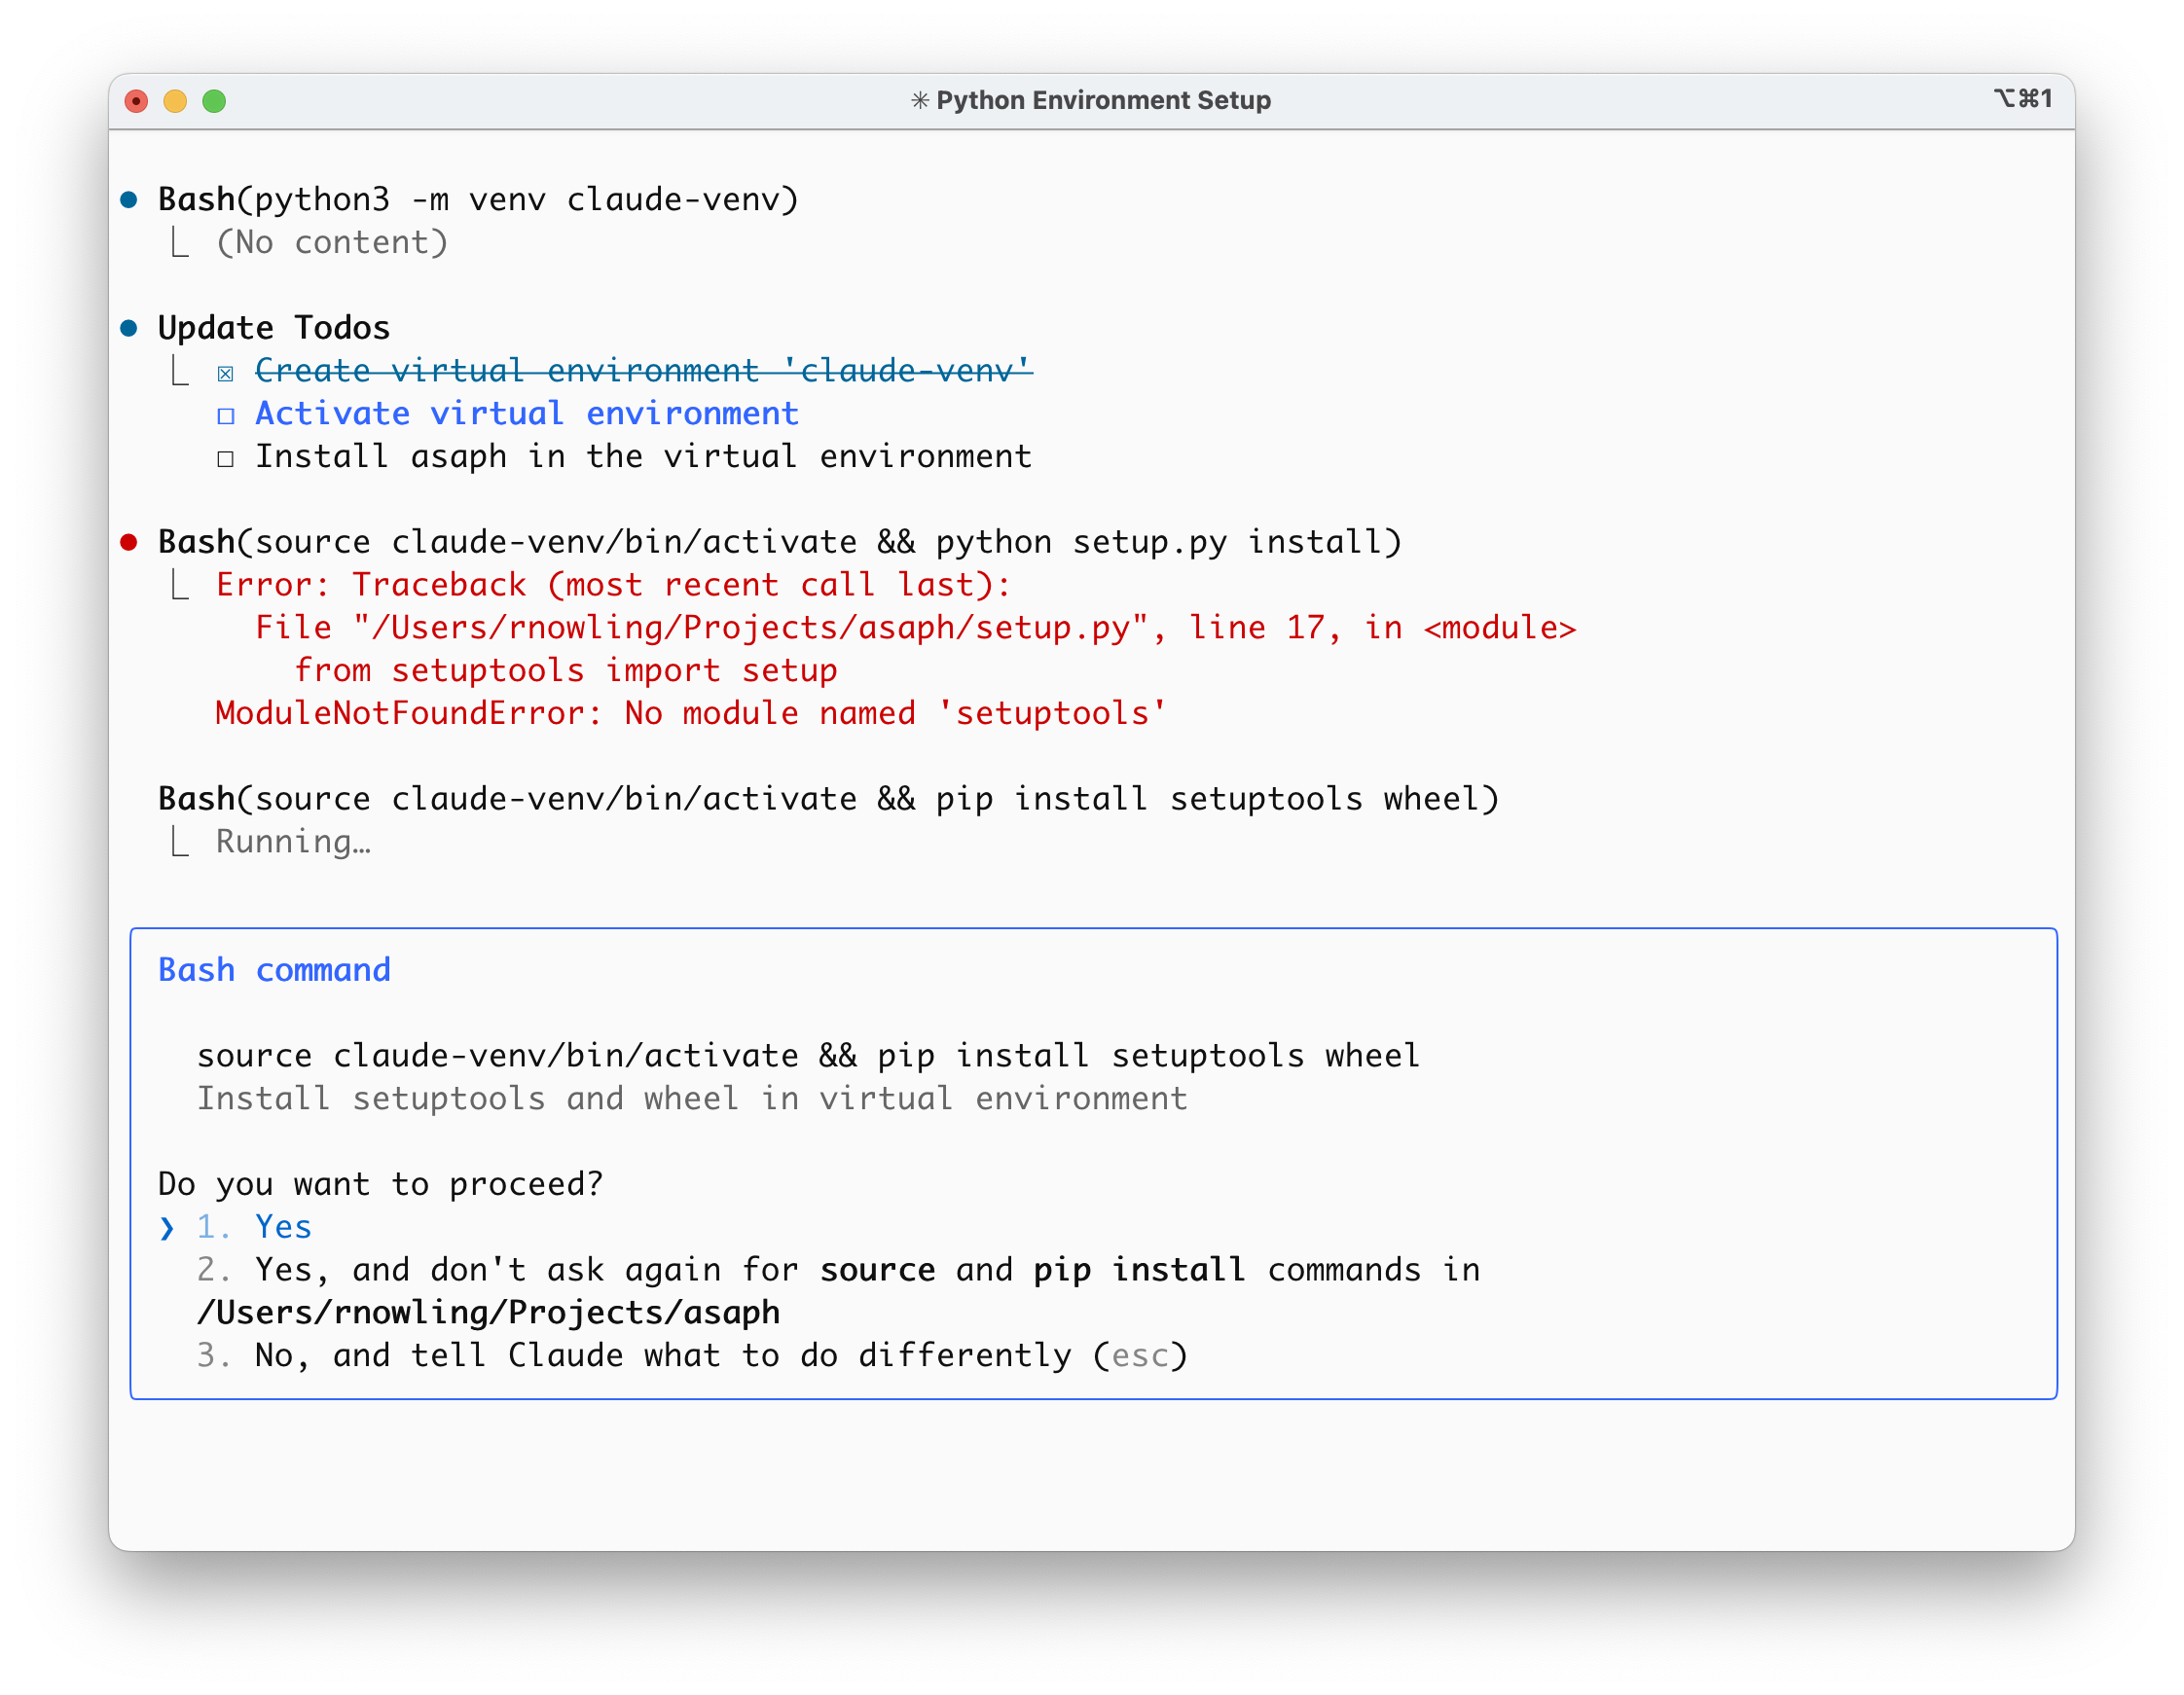 ✳ Python Environment Setup
⌥⌘1
● Bash(python3 -m venv claude-venv)
⎿ (No content)
● Update Todos
⎿ ☒ Create virtual environment 'claude-venv'
☐ Activate virtual environment
☐ Install asaph in the virtual environment
● Bash(source claude-venv/bin/activate && python setup.py install)
⎿ Error: Traceback (most recent call last):
File "/Users/rnowling/Projects/asaph/setup.py", line 17, in <module>
from setuptools import setup
ModuleNotFoundError: No module named 'setuptools'
Bash(source claude-venv/bin/activate && pip install setuptools wheel)
⎿ Running…
Bash command
source claude-venv/bin/activate && pip install setuptools wheel
Install setuptools and wheel in virtual environment
Do you want to proceed?
❯ 1. Yes
2. Yes, and don't ask again for source and pip install commands in
/Users/rnowling/Projects/asaph
3. No, and tell Claude what to do differently (esc)